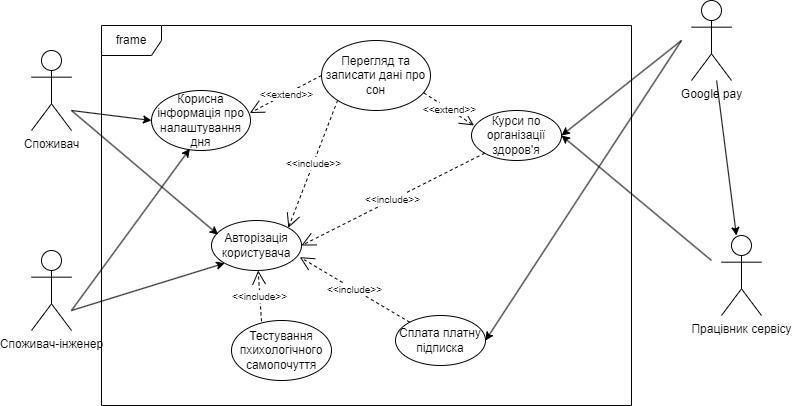 frame
Перегляд та
записати дані про
сон
Google pay
<<extend>>
<<extend>>
Корисна
інформація про
налаштування
дня
Курси по
організації
здоров'я
Споживач
<<include>>
<<include>>
Авторізація
користувача
<<include>>
<<include>>
Споживач-інженер
Тестування
пхихологічного
самопочуття
Сплата платну
підписка
Працівник сервісу